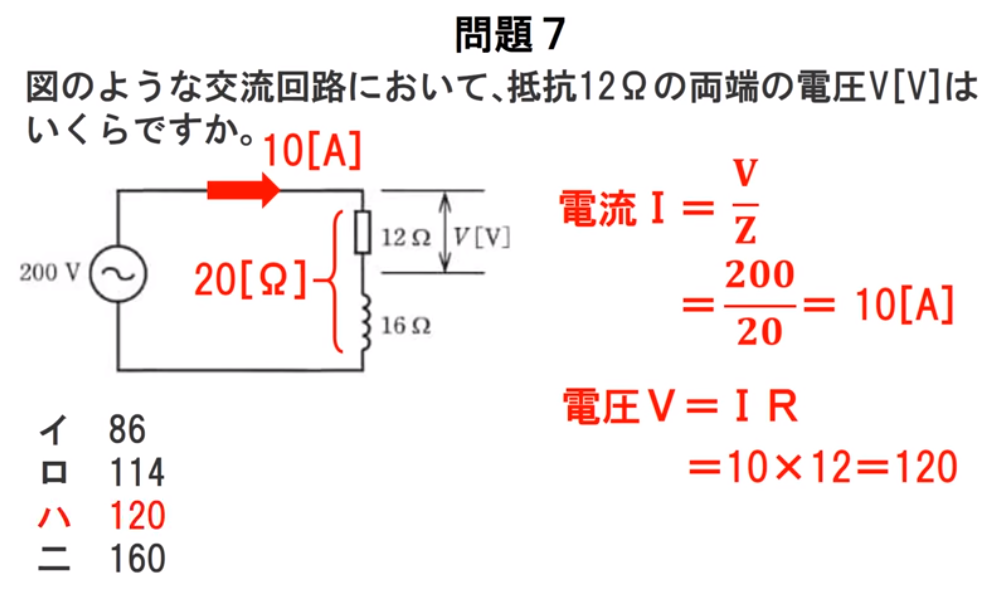 問題７
図のような交流回路において、抵抗12Ωの両端の電圧V[V]は
いくらですか。
10[A]
200 V
20[Ω]
12 Ω
V[V]
16 Ω
電流Ｉ＝V/Z
＝200/20＝ 10[A]
電圧Ｖ＝ＩＲ
＝10×12＝120
イ 86
ロ 114
ハ 120
ニ 160